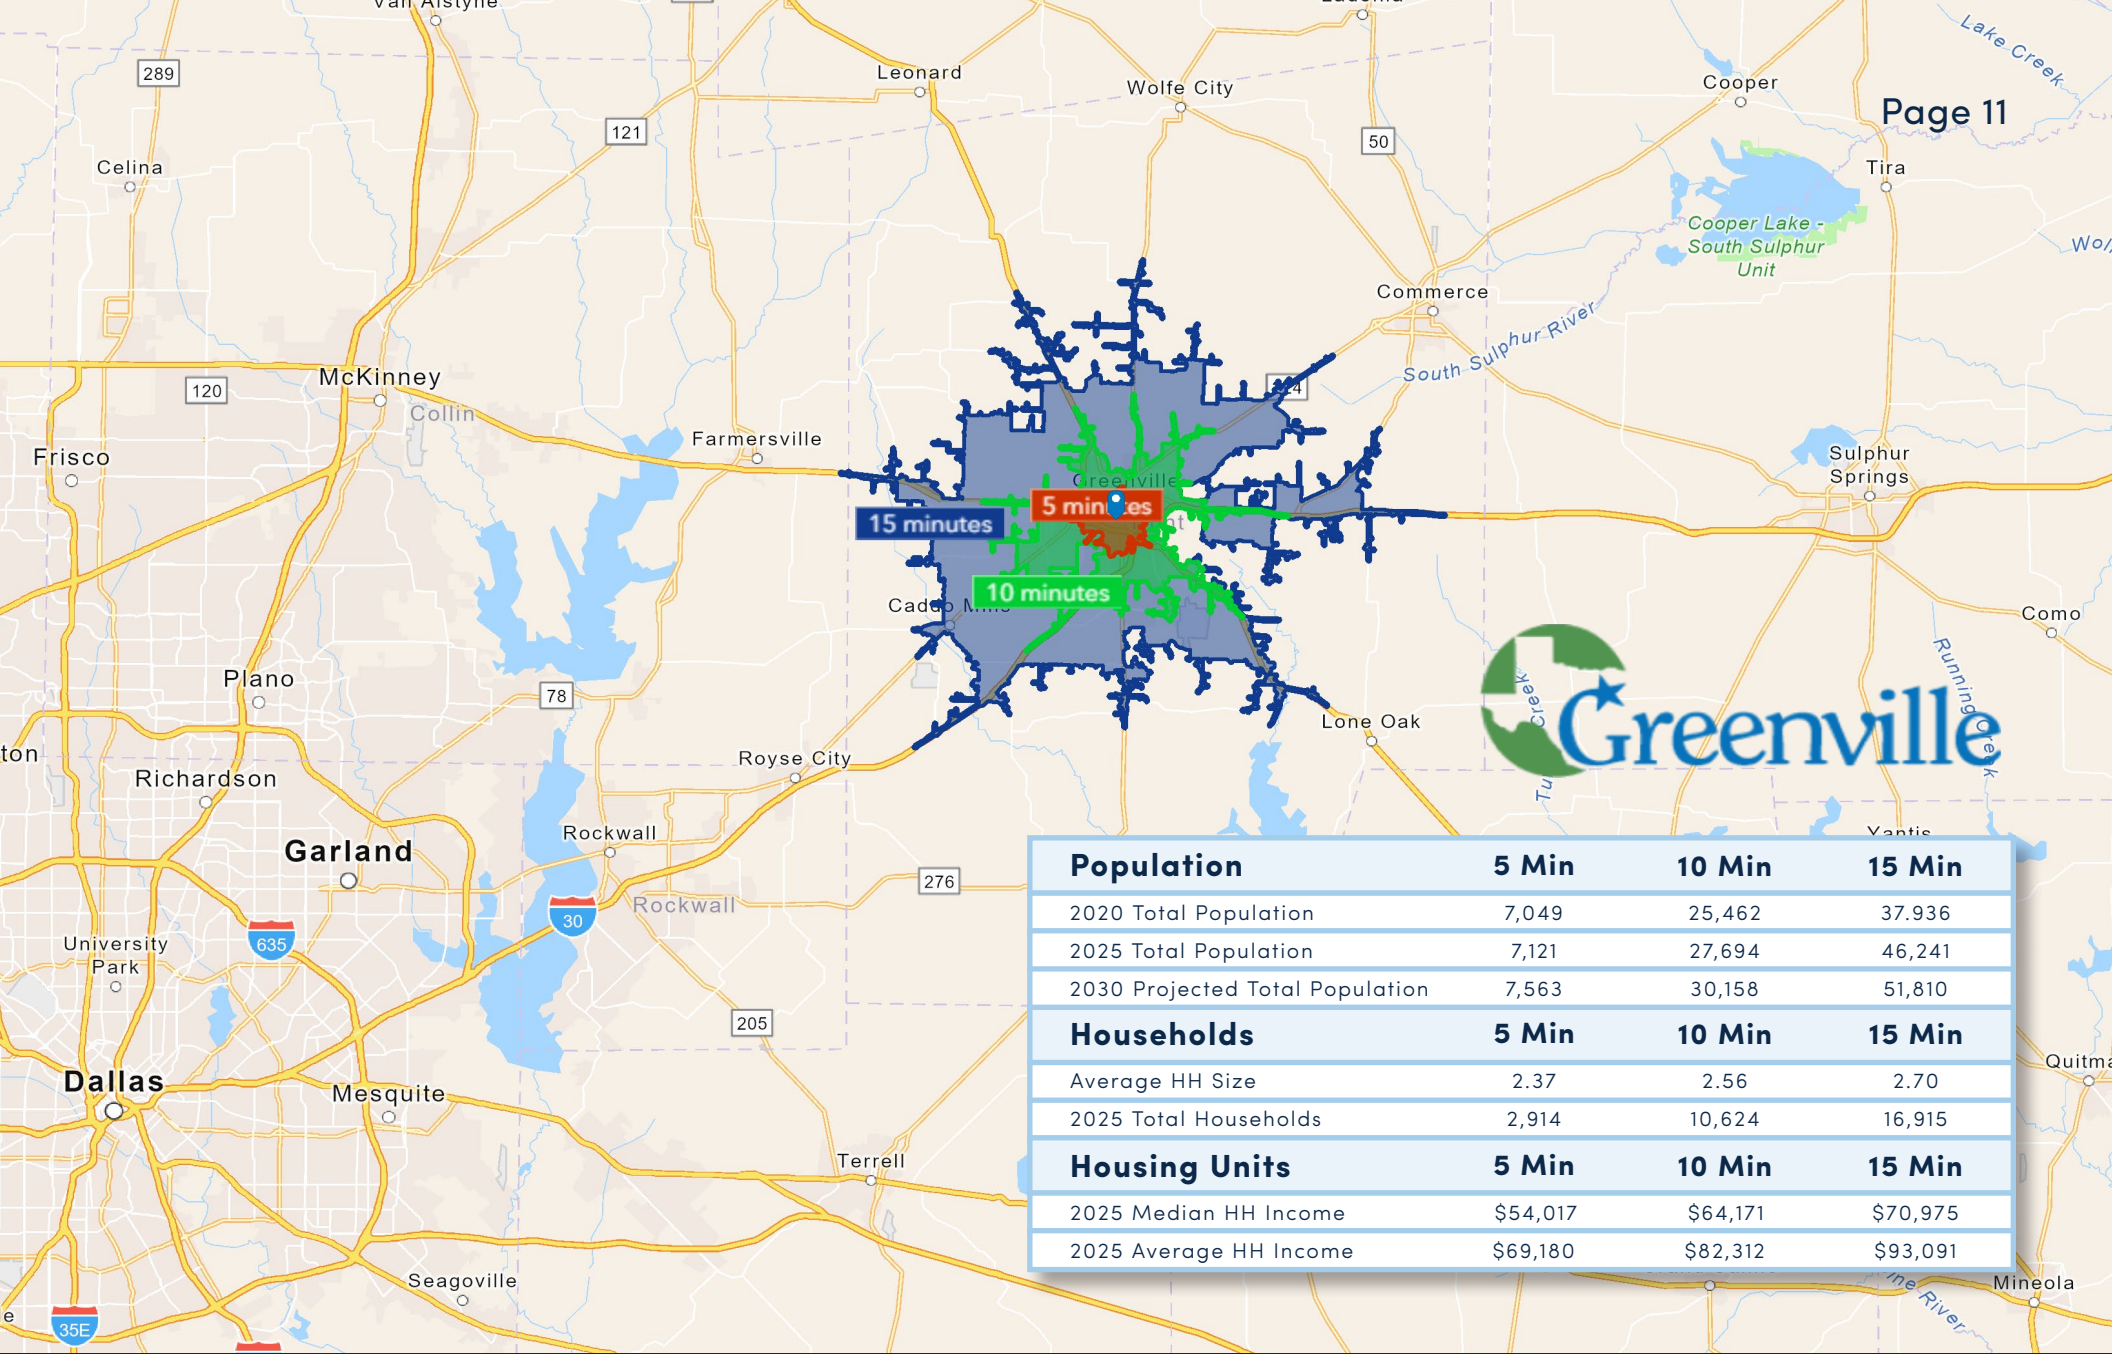 Van Alstyne
Ladonia
289
Leonard
Wolfe City
Cooper
Lake Creek
Page 11
121
50
Celina
Tira
Cooper Lake -
South Sulphur
Unit
Commerce
South Sulphur River
McKinney
120
Collin
Farmersville
Frisco
Sulphur
Springs
Greenville
5 minutes
15 minutes
10 minutes
Caddo Mills
Como
Running Creek
Greenville
Plano
78
Lone Oak
Royse City
Richardson
Rockwall
Yantis
Garland
276
Rockwall
30
635
University
Park
205
Dallas
Mesquite
Quitma
Terrell
Seagoville
Mineola
35E
Population 5 Min 10 Min 15 Min
2020 Total Population 7,049 25,462 37.936
2025 Total Population 7,121 27,694 46,241
2030 Projected Total Population 7,563 30,158 51,810
Households 5 Min 10 Min 15 Min
Average HH Size 2.37 2.56 2.70
2025 Total Households 2,914 10,624 16,915
Housing Units 5 Min 10 Min 15 Min
2025 Median HH Income $54,017 $64,171 $70,975
2025 Average HH Income $69,180 $82,312 $93,091